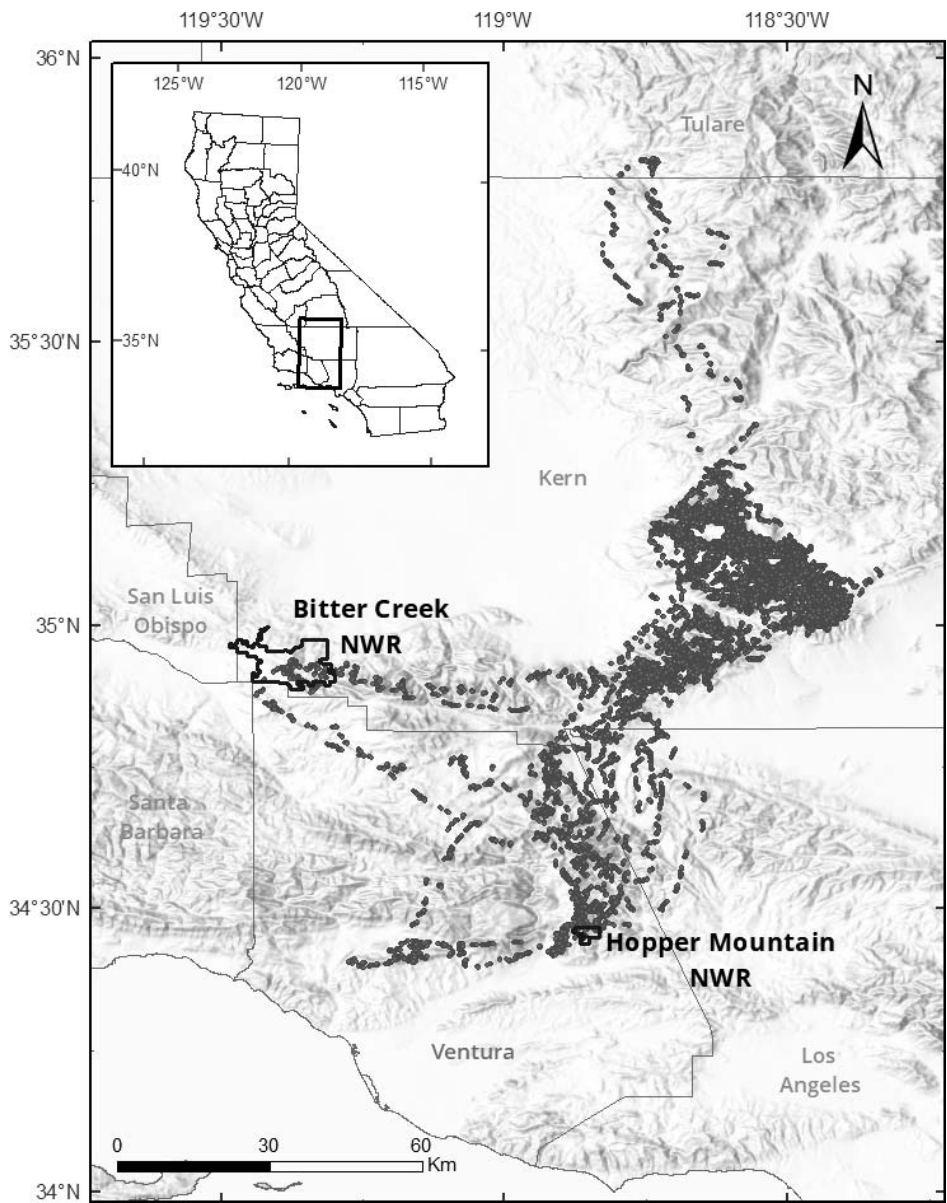 119°30'W 119°W 118°30'W
36°N
125°W 120°W 115°W
N
Tulare
40°N
35°30'N
35°N
Kern
San Luis
Obispo
35°N
Bitter Creek
NWR
Santa
Barbara
34°30'N
Hopper Mountain
NWR
Ventura
Los
Angeles
0 30 60
Km
34°N